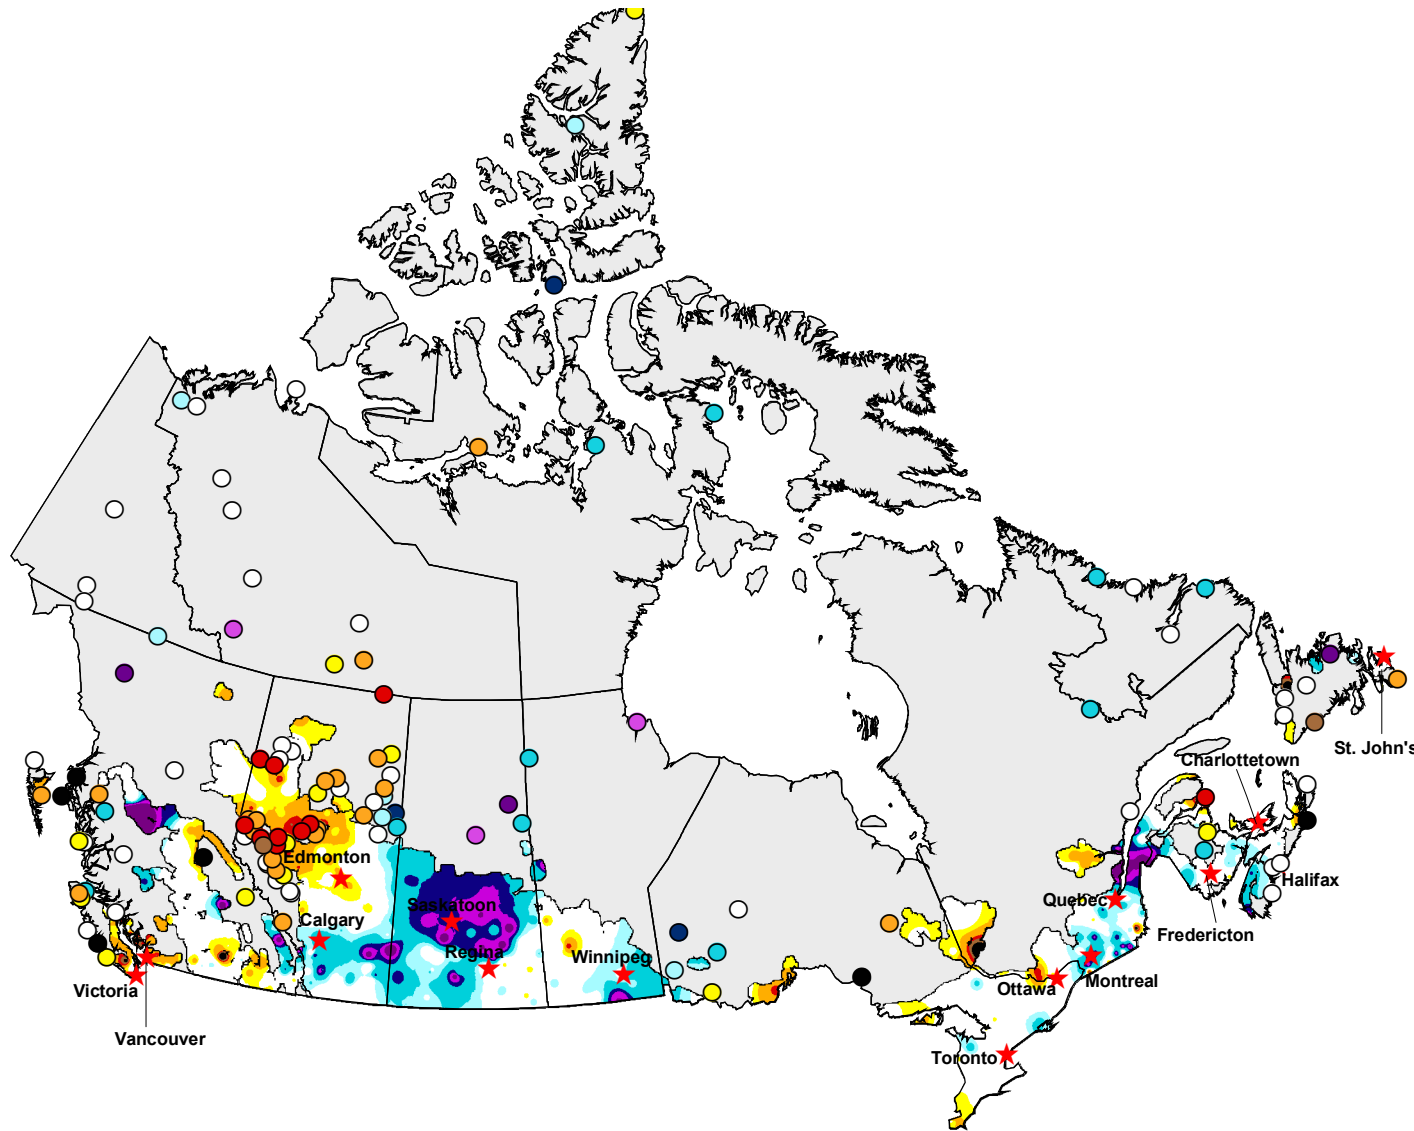 St. John's
Charlottetown
Edmonton
Halifax
Quebec
Saskatoon
Calgary
Fredericton
Regina
Winnipeg
Montreal
Ottawa
Victoria
Vancouver
Toronto